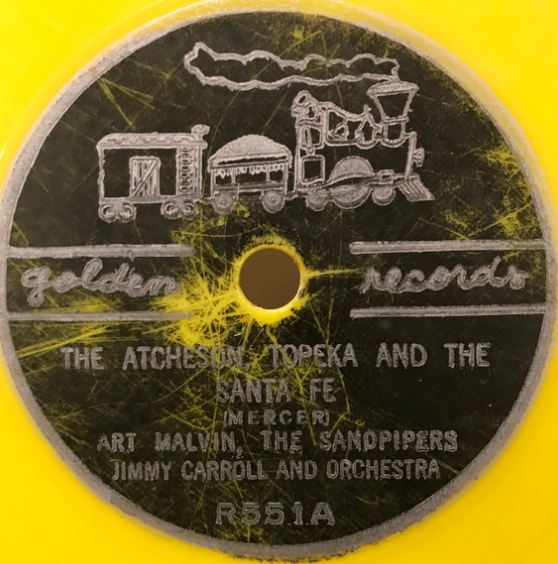 golden records
THE ATCHESON, TOPEKA AND THE
SANTA FE
(MERCER)
ART MALVIN, THE SANDPIPERS
JIMMY CARROLL AND ORCHESTRA
R551A